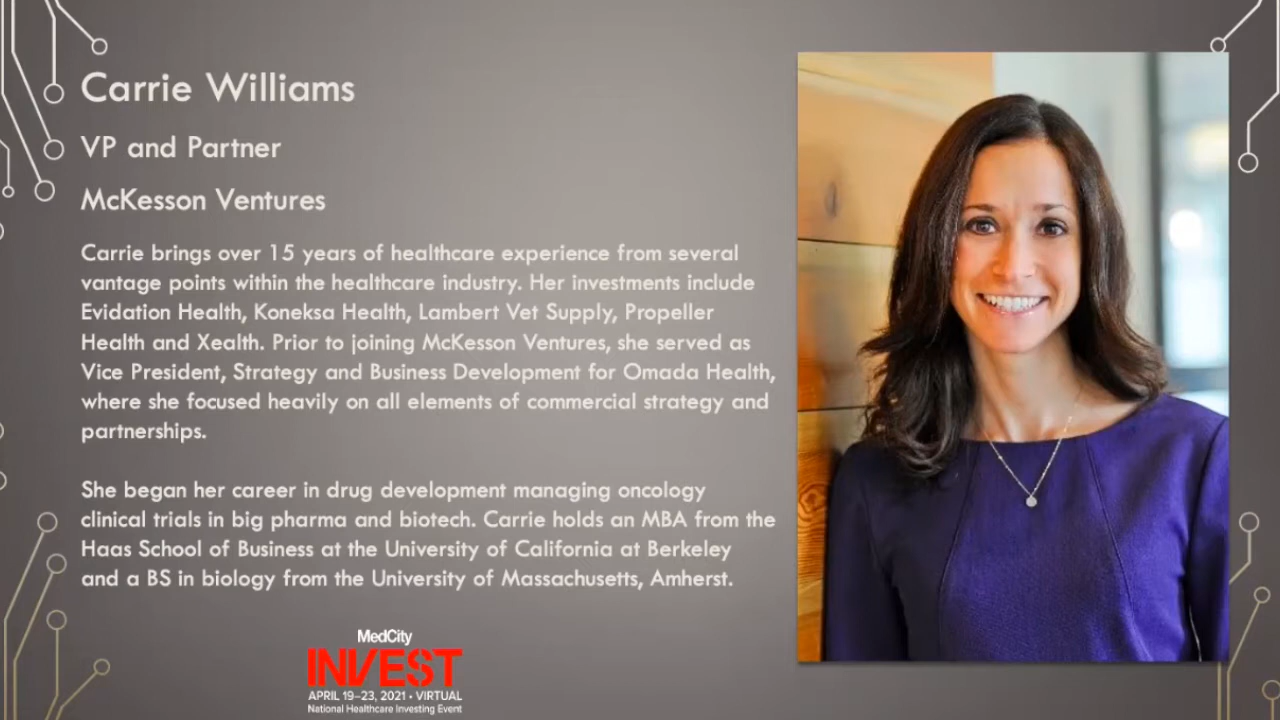 Carrie Williams
VP and Partner
McKesson Ventures
Carrie brings over 15 years of healthcare experience from several
vantage points within the healthcare industry. Her investments include
Evidation Health, Koneksa Health, Lambert Vet Supply, Propeller
Health and Xealth. Prior to joining McKesson Ventures, she served as
Vice President, Strategy and Business Development for Omada Health,
where she focused heavily on all elements of commercial strategy and
partnerships.
She began her career in drug development managing oncology
clinical trials in big pharma and biotech. Carrie holds an MBA from the
Haas School of Business at the University of California at Berkeley
and a BS in biology from the University of Massachusetts, Amherst.
MedCity
INVEST
APRIL 19–23, 2021 • VIRTUAL
National Healthcare Investing Event